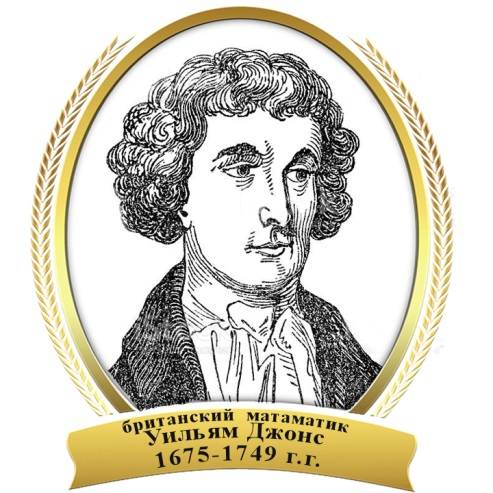 британский матаматик
Уильям Джонс
1675-1749 г.г.